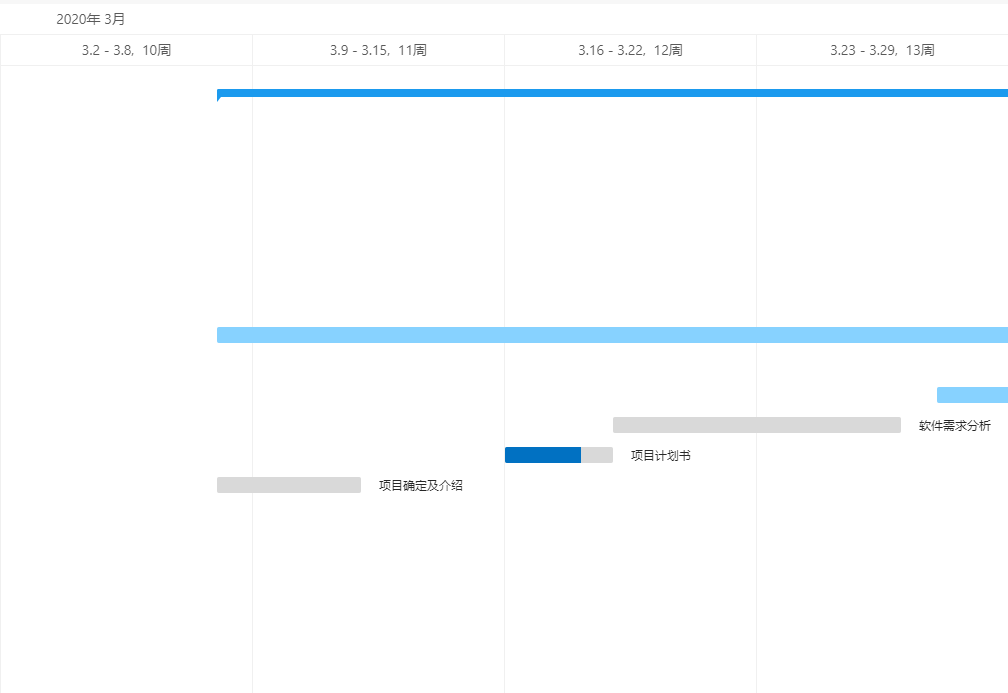 2020年 3月
3.2 - 3.8, 10周
3.9 - 3.15, 11周
3.16 - 3.22, 12周
3.23 - 3.29, 13周
软件需求分析
项目计划书
项目确定及介绍